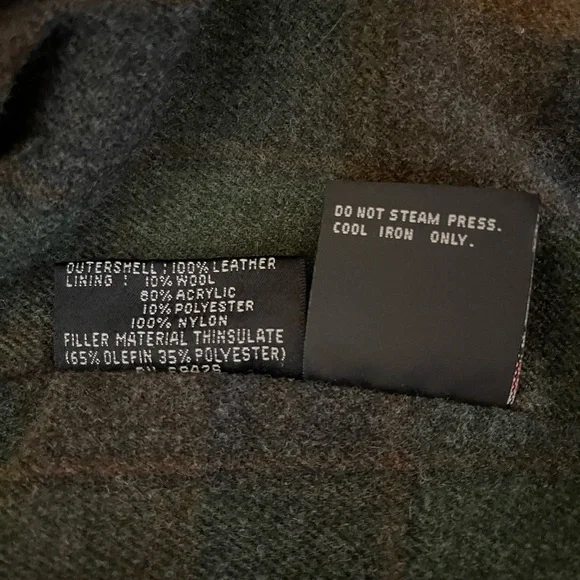 OUTERSHELL : 100% LEATHER
LINING : 10% WOOL
80% ACRYLIC
10% POLYESTER
100% NYLON
FILLER MATERIAL THINSULATE
(65% OLEFIN 35% POLYESTER)
DO NOT STEAM PRESS.
COOL IRON ONLY.